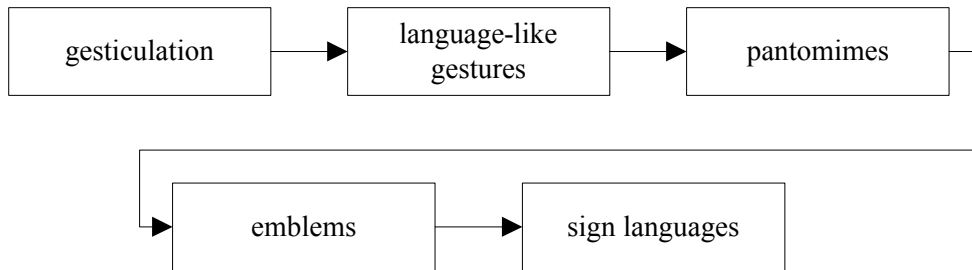 gesticulation
language-like
gestures
pantomimes
emblems
sign languages